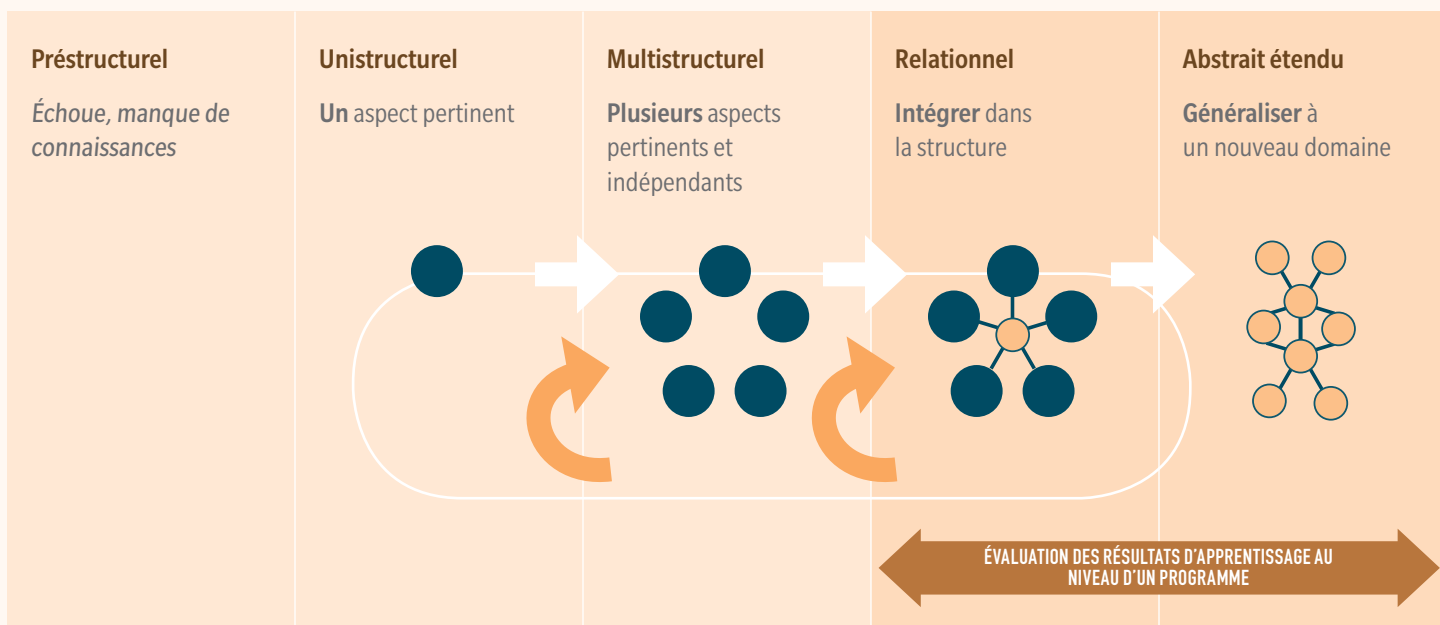 Préstructurel
Échoue, manque de
connaissances
Unistructurel
Un aspect pertinent
Multistructurel
Plusieurs aspects
pertinents et
indépendants
Relationnel
Intégrer dans
la structure
Abstrait étendu
Généraliser à
un nouveau domaine
ÉVALUATION DES RÉSULTATS D'APPRENTISSAGE AU
NIVEAU D'UN PROGRAMME